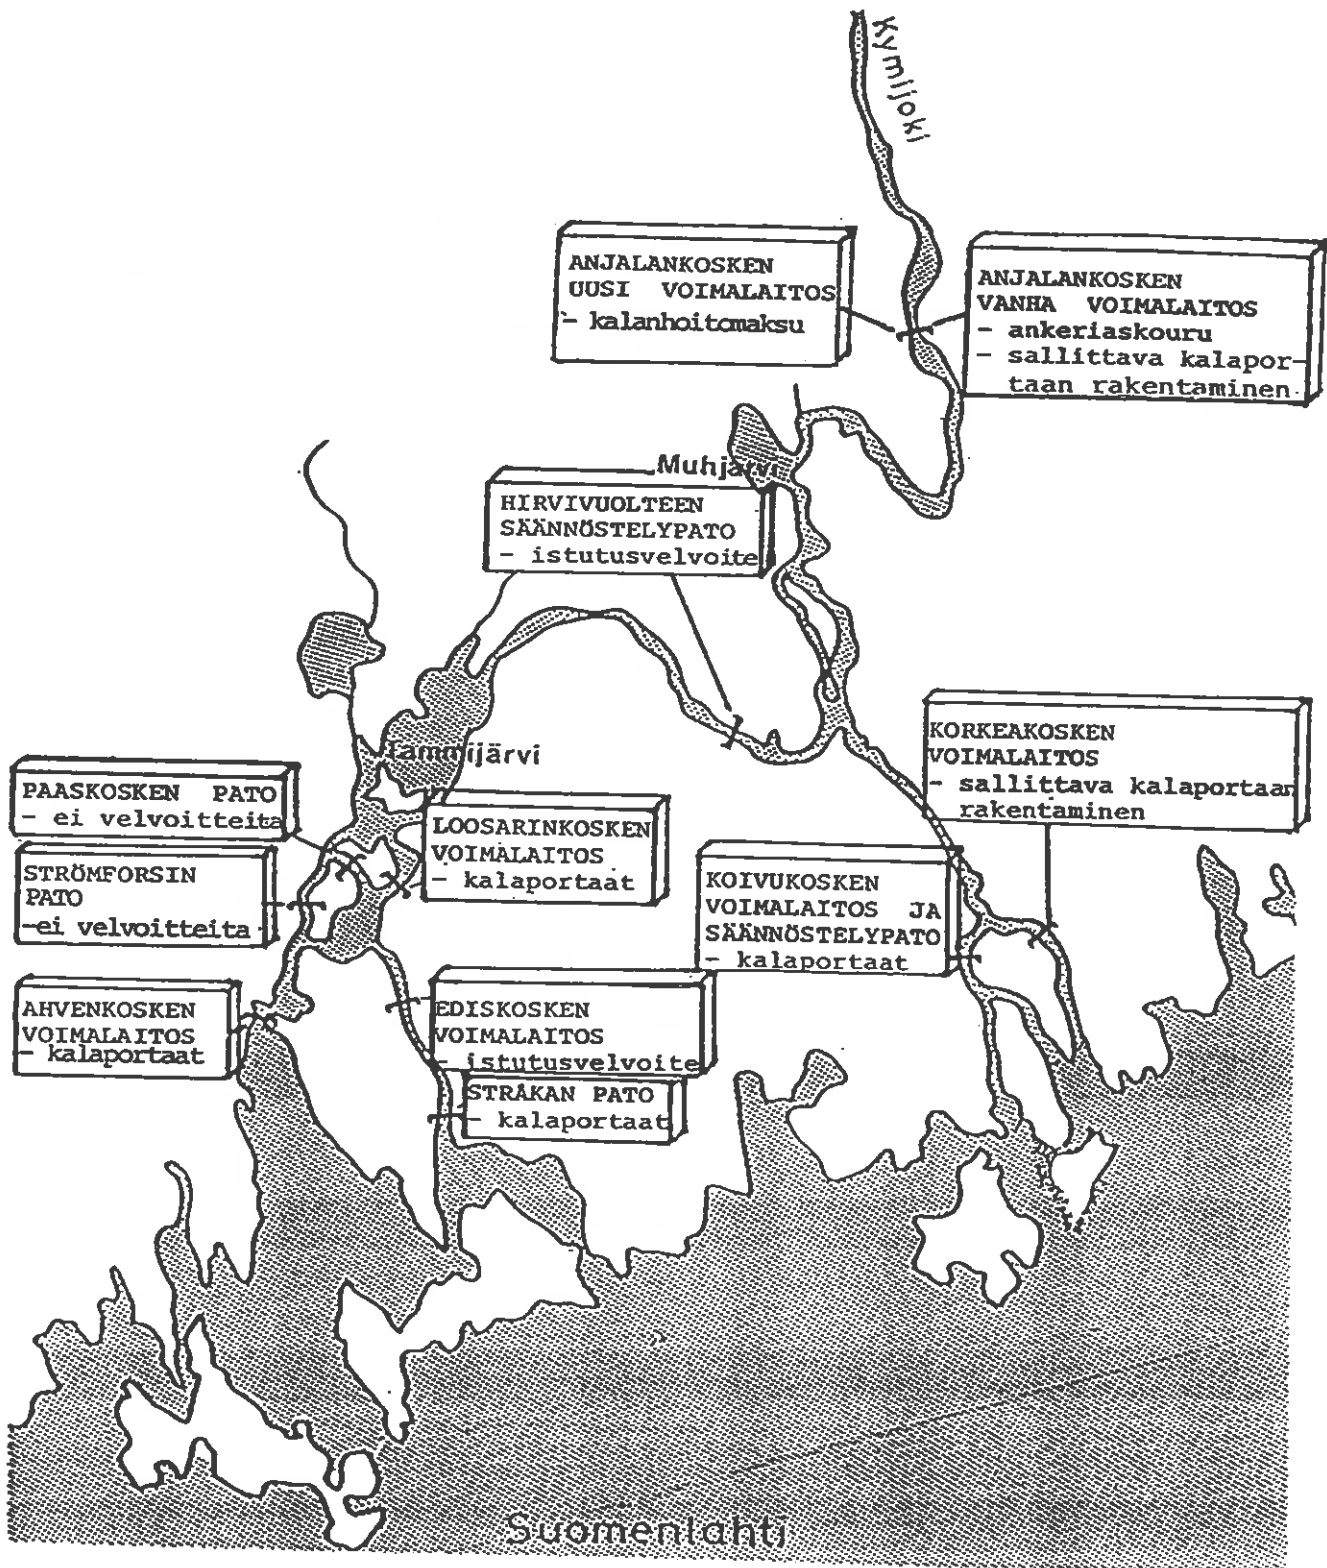 Kymijoki
ANJALANKOSKEN
UUSI VOIMALAITOS
- kalanhoitomaksu
ANJALANKOSKEN
VANHA VOIMALAITOS
- ankeriaskouru
- sallittava kalapor-
taan rakentaminen
Muhjärvi
HIRVIVUOLTEEN
SÄÄNNÖSTELYPATO
- istutusvelvoite
Tammijärvi
KORKEAKOSKEN
VOIMALAITOS
- sallittava kalaportaan
rakentaminen
PAASKOSKEN PATO
- ei velvoitteita
LOOSARINKOSKEN
VOIMALAITOS
- kalaportaat
STRÖMFORSIN
PATO
-ei velvoitteita
KOIVUKOSKEN
VOIMALAITOS JA
SÄÄNNÖSTELYPATO
- kalaportaat
AHVENKOSKEN
VOIMALAITOS
- kalaportaat
EDISKOSKEN
VOIMALAITOS
- istutusvelvoite
STRÅKAN PATO
- kalaportaat
Suomenlahti